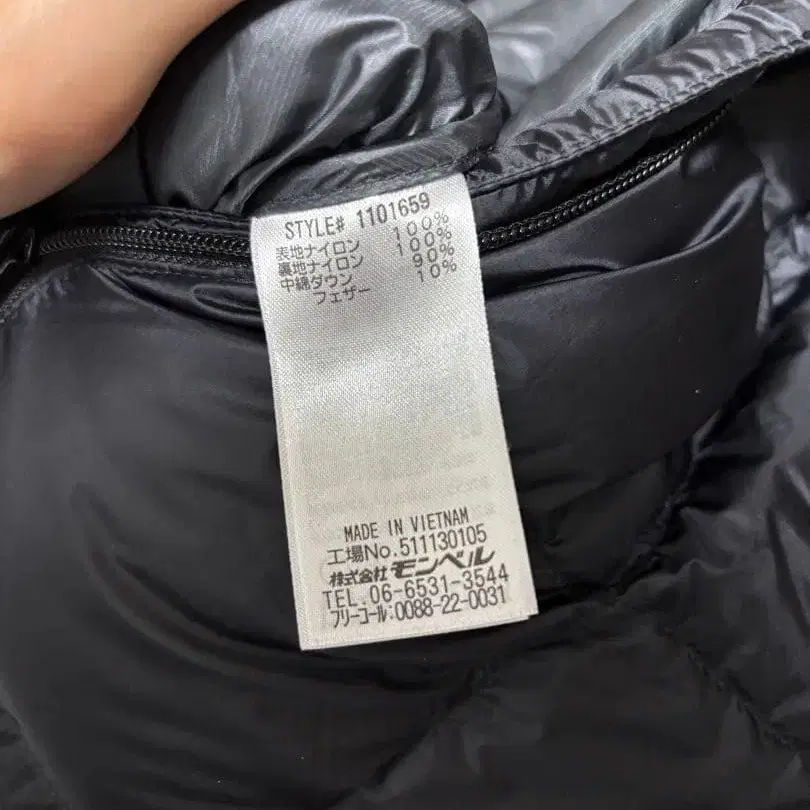 STYLE# 1101659
表地ナイロン 100%
裏地ナイロン 100%
中綿ダウン 90%
フェザー 10%
MADE IN VIETNAM
工場No.511130105
株式会社 モンベル
TEL.06-6531-3544
フリーコール:0088-22-0031